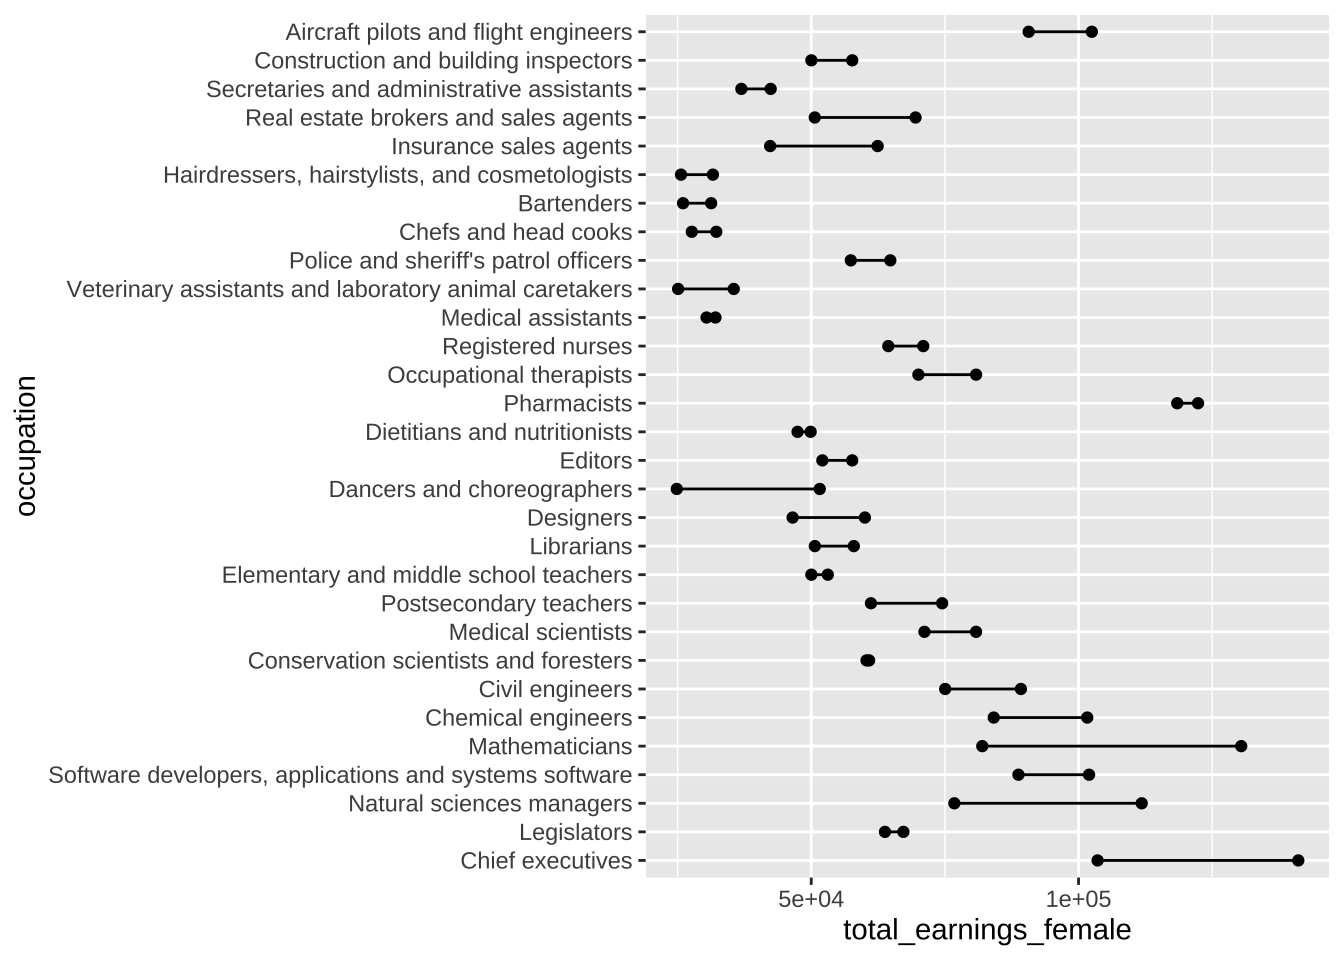 Aircraft pilots and flight engineers
Construction and building inspectors
Secretaries and administrative assistants
Real estate brokers and sales agents
Insurance sales agents
Hairdressers, hairstylists, and cosmetologists
Bartenders
Chefs and head cooks
Police and sheriff's patrol officers
Veterinary assistants and laboratory animal caretakers
Medical assistants
Registered nurses
Occupational therapists
Pharmacists
Dietitians and nutritionists
Editors
Dancers and choreographers
Designers
Librarians
Elementary and middle school teachers
Postsecondary teachers
Medical scientists
Conservation scientists and foresters
Civil engineers
Chemical engineers
Mathematicians
Software developers, applications and systems software
Natural sciences managers
Legislators
Chief executives
occupation
5e+04 1e+05
total_earnings_female